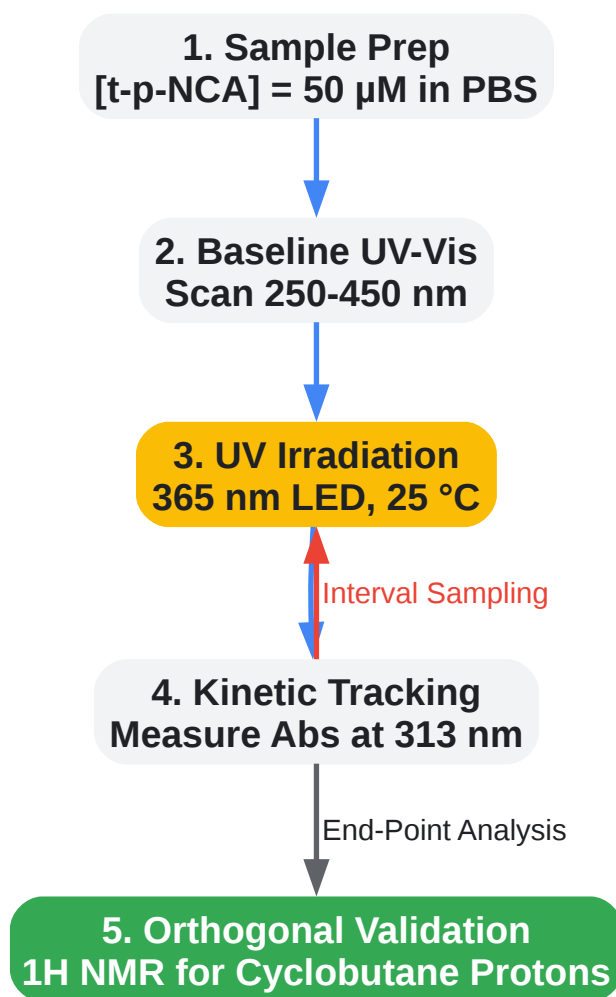 1. Sample Prep
[t-p-NCA] = 50 µM in PBS
2. Baseline UV-Vis
Scan 250-450 nm
3. UV Irradiation
365 nm LED, 25 °C
Interval Sampling
4. Kinetic Tracking
Measure Abs at 313 nm
End-Point Analysis
5. Orthogonal Validation
1H NMR for Cyclobutane Protons